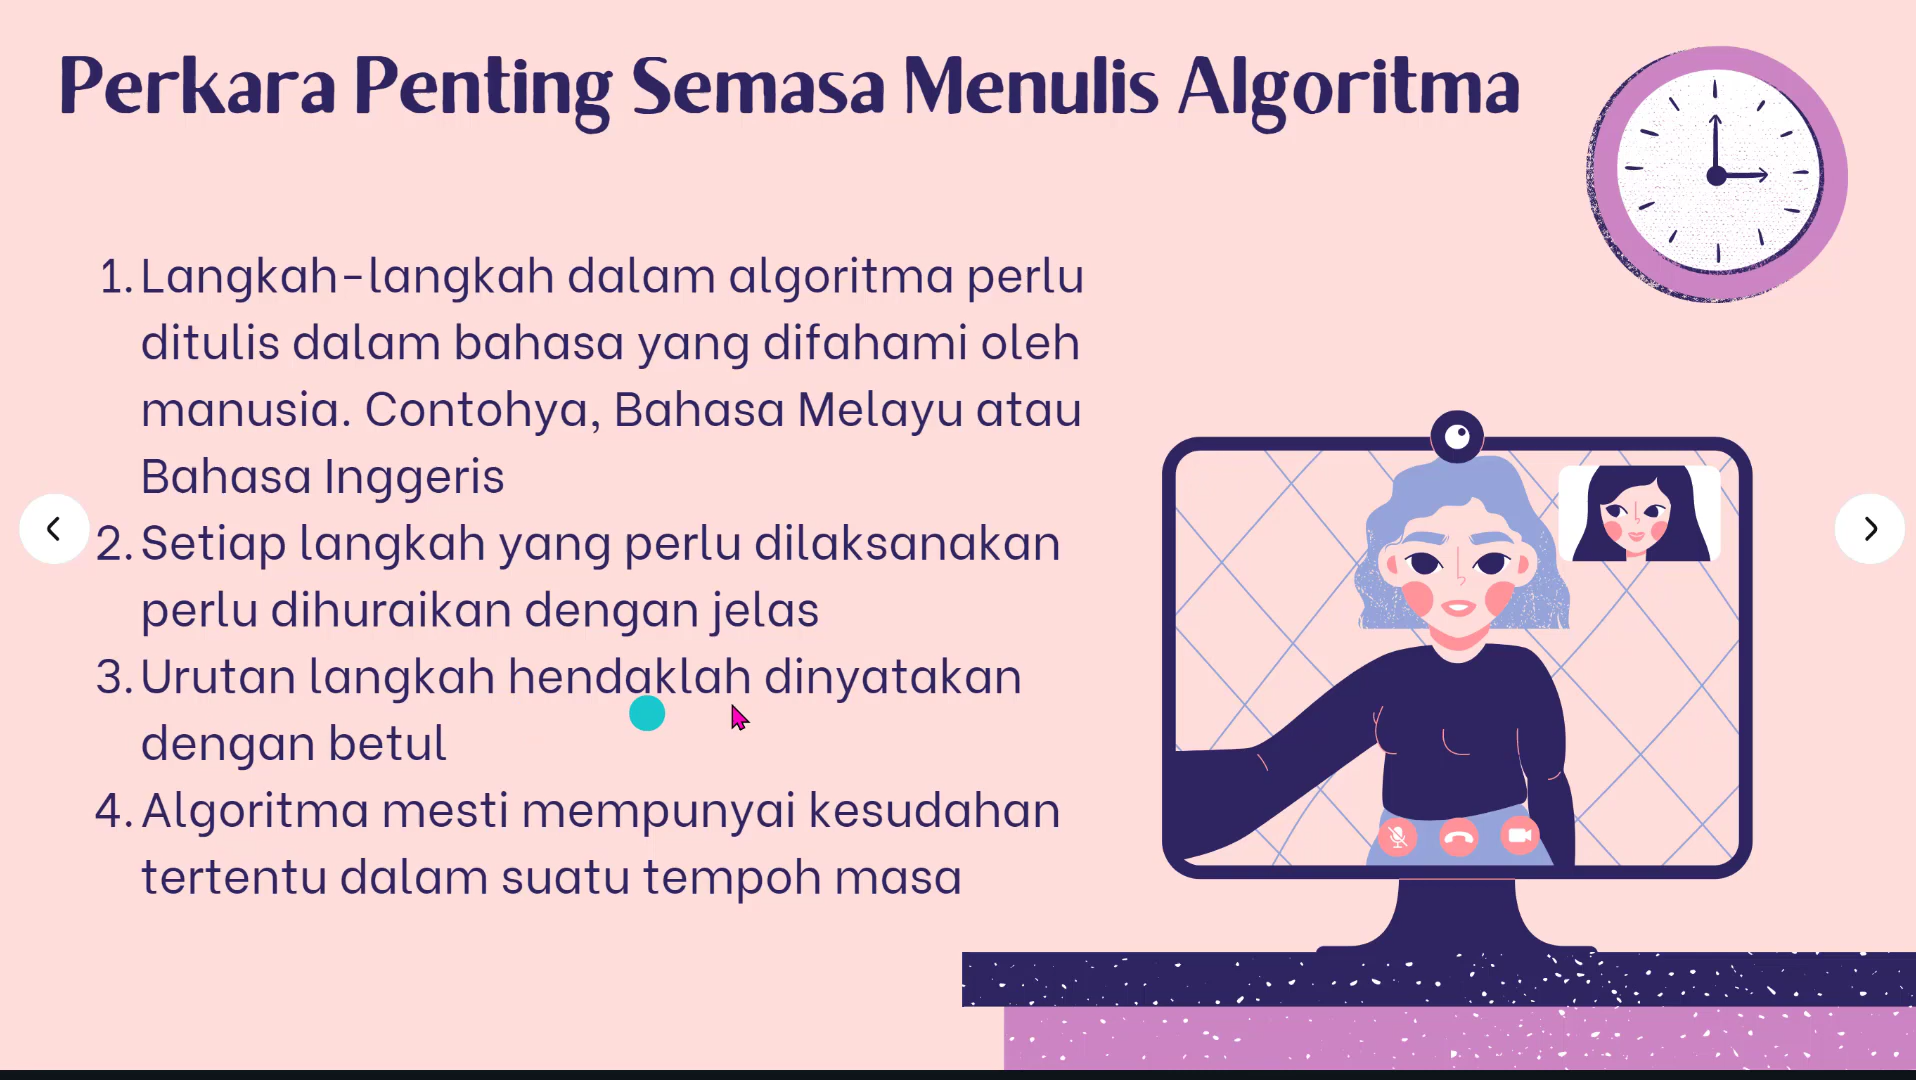 Perkara Penting Semasa Menulis Algoritma
1. Langkah-langkah dalam algoritma perlu
ditulis dalam bahasa yang difahami oleh
manusia. Contohya, Bahasa Melayu atau
Bahasa Inggeris
2. Setiap langkah yang perlu dilaksanakan
perlu dihuraikan dengan jelas
3. Urutan langkah hendaklah dinyatakan
dengan betul
4. Algoritma mesti mempunyai kesudahan
tertentu dalam suatu tempoh masa